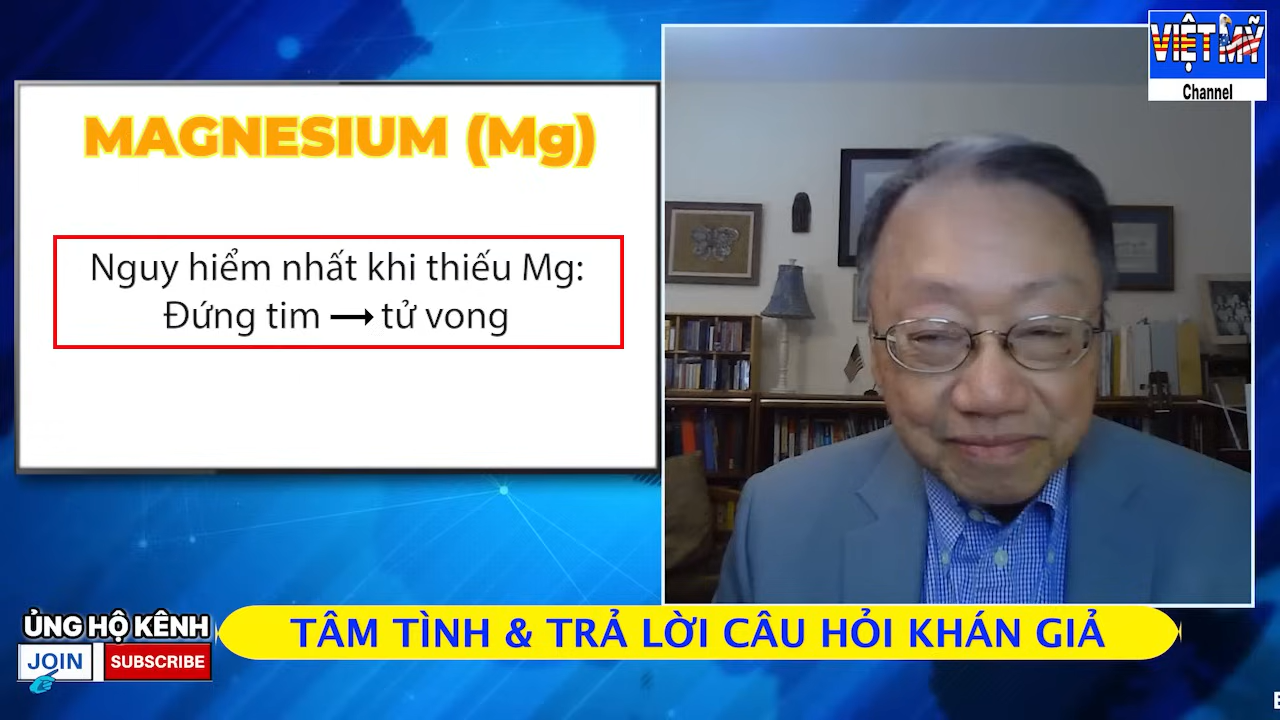 VIỆT MỸ
Channel
MAGNESIUM (Mg)
Nguy hiểm nhất khi thiếu Mg:
Đứng tim → tử vong
ỦNG HỘ KÊNH
JOIN
SUBSCRIBE
TÂM TÌNH & TRẢ LỜI CÂU HỎI KHÁN GIẢ